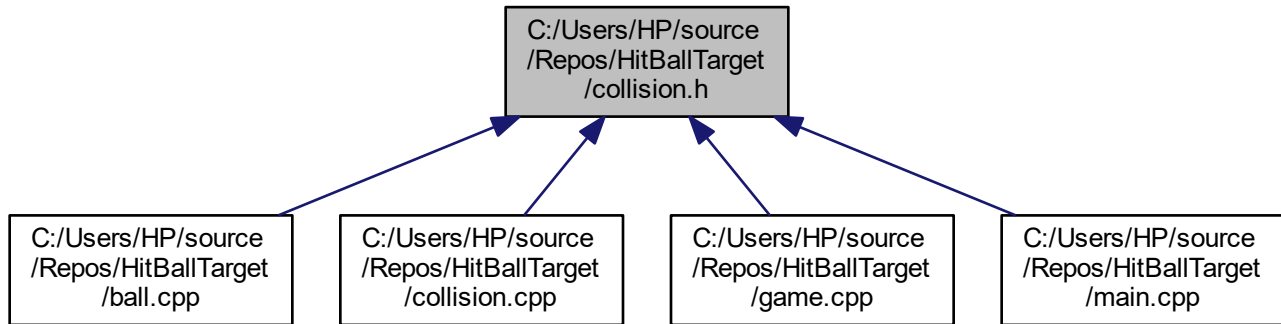 C:/Users/HP/source
/Repos/HitBallTarget
/collision.h
C:/Users/HP/source
/Repos/HitBallTarget
/ball.cpp
C:/Users/HP/source
/Repos/HitBallTarget
/collision.cpp
C:/Users/HP/source
/Repos/HitBallTarget
/game.cpp
C:/Users/HP/source
/Repos/HitBallTarget
/main.cpp